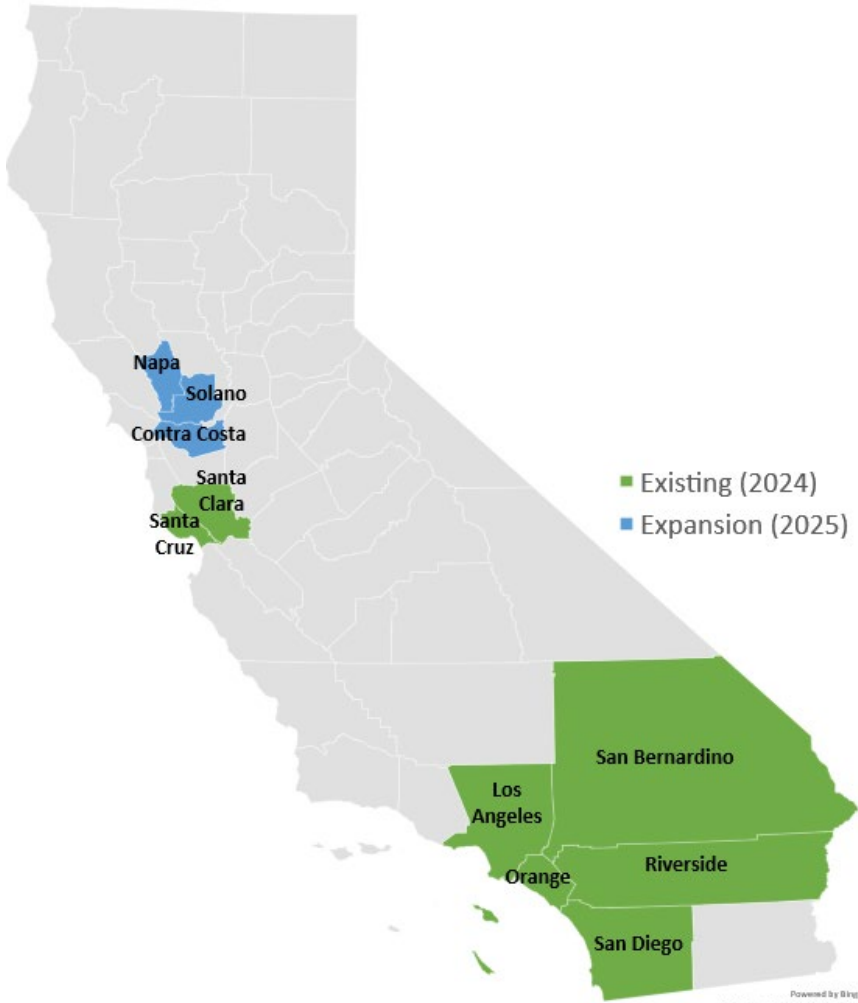 Napa
Solano
Contra Costa
Santa
Clara
Santa
Cruz
Existing (2024)
Expansion (2025)
San Bernardino
Los
Angeles
Riverside
Orange
San Diego
Powered by Bing